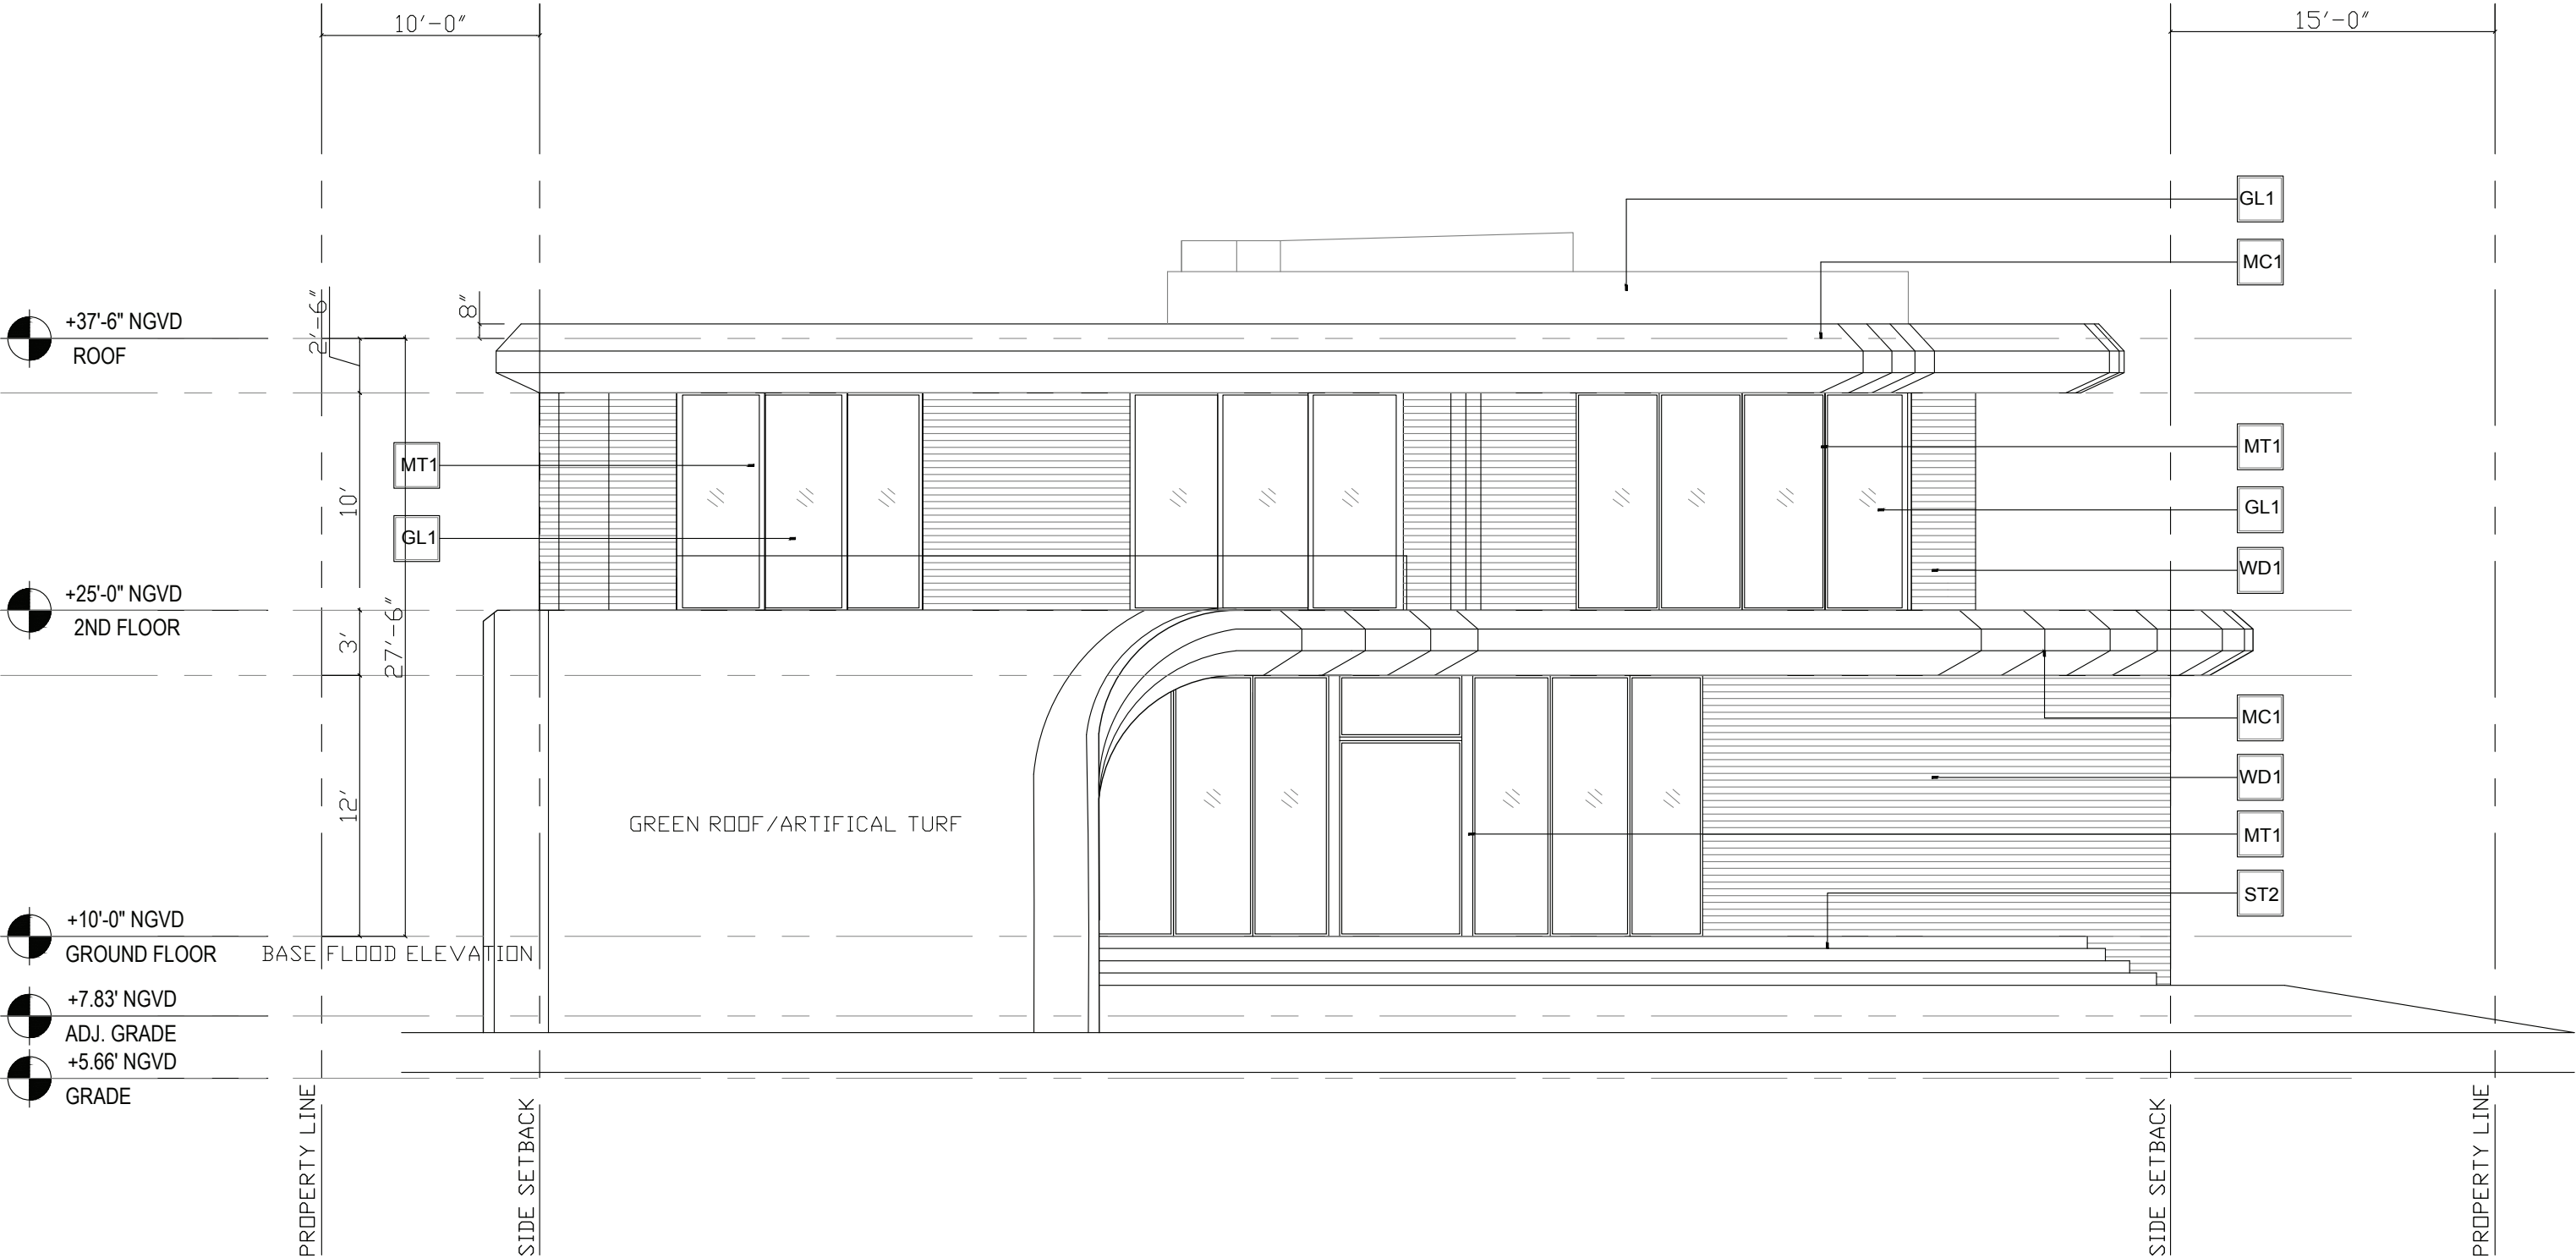 10'-0"
15'-0"
GL1
MC1
8"
2'-6"
+37'-6" NGVD
ROOF
MT1
MT1
10'
GL1
GL1
WD1
+25'-0" NGVD
2ND FLOOR
3'
27'-6"
MC1
WD1
12'
GREEN ROOF/ARTIFICAL TURF
MT1
ST2
+10'-0" NGVD
GROUND FLOOR
BASE FLOOD ELEVATION
+7.83' NGVD
ADJ. GRADE
+5.66' NGVD
GRADE
PROPERTY LINE
SIDE SETBACK
SIDE SETBACK
PROPERTY LINE